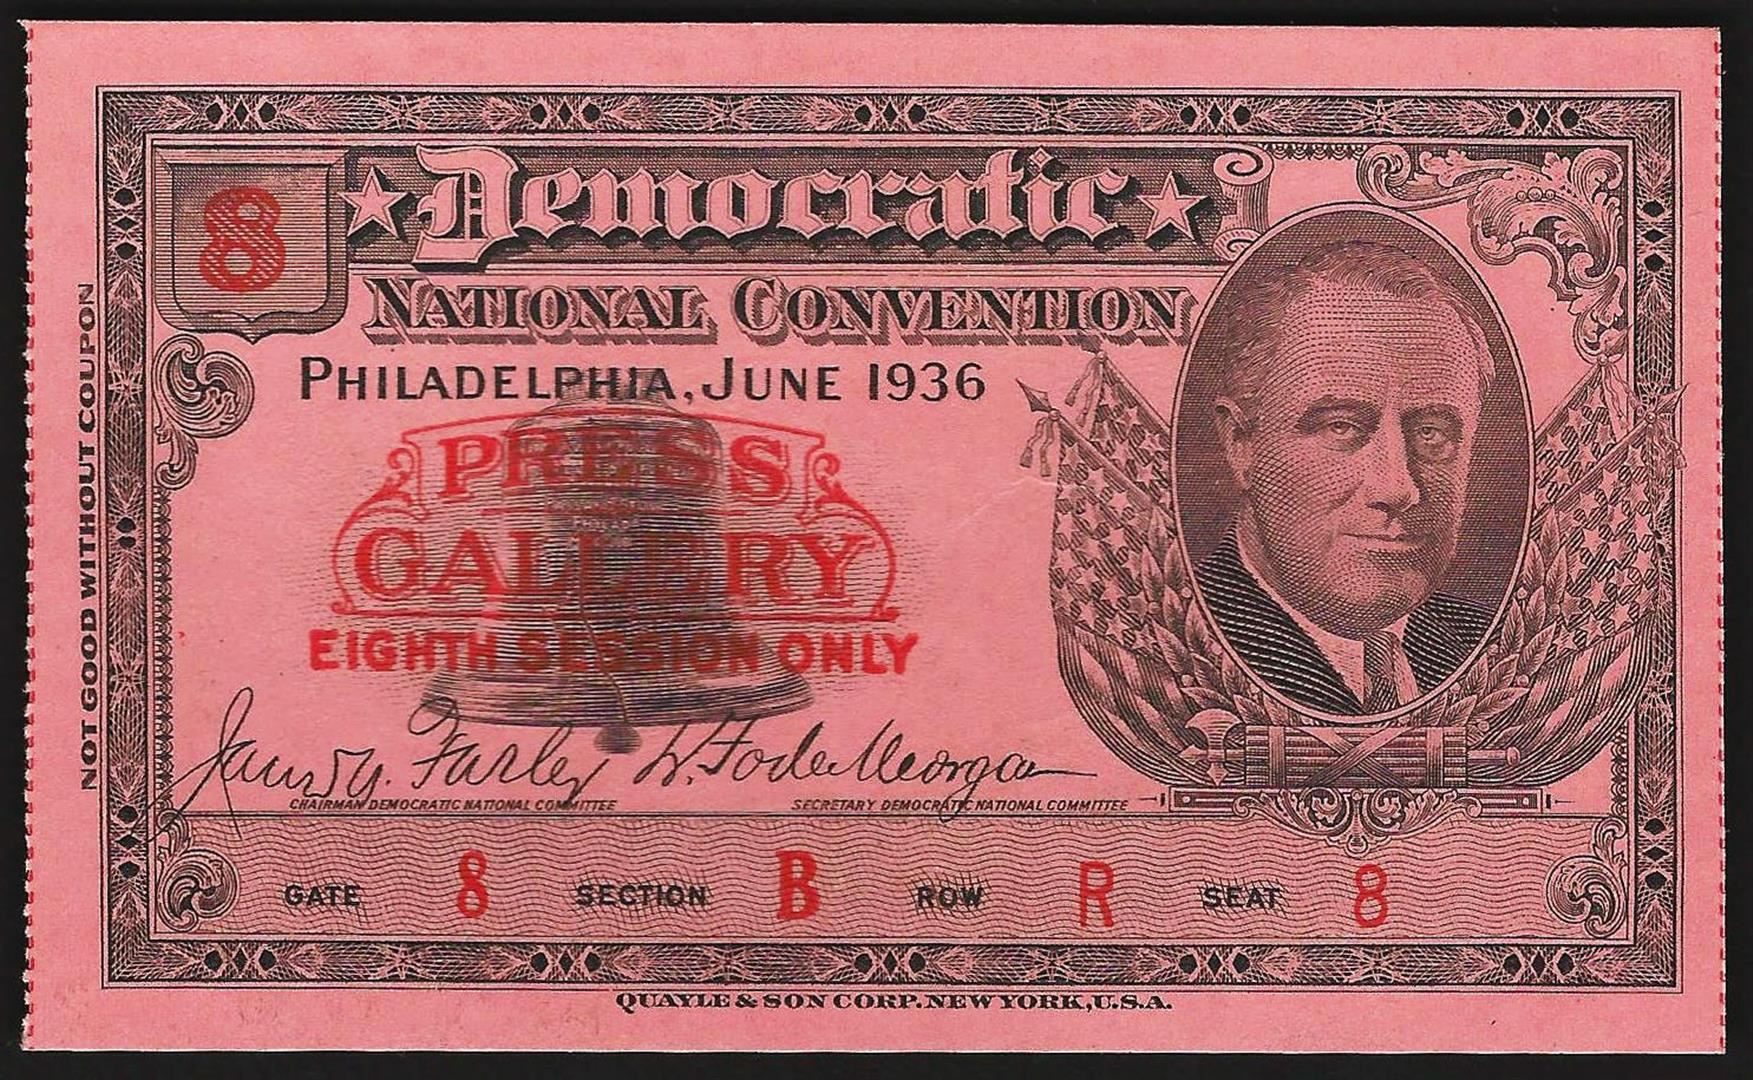 8
Democratic
NATIONAL CONVENTION
PHILADELPHIA, JUNE 1936
PRESS
GALLERY
EIGHTH SESSION ONLY
James A. Farley
CHAIRMAN DEMOCRATIC NATIONAL COMMITTEE
W. Forbes Morgan
SECRETARY DEMOCRATIC NATIONAL COMMITTEE
GATE 8 SECTION B ROW R SEAT 8
QUAYLE & SON CORP. NEW YORK, U.S.A.
NOT GOOD WITHOUT COUPON